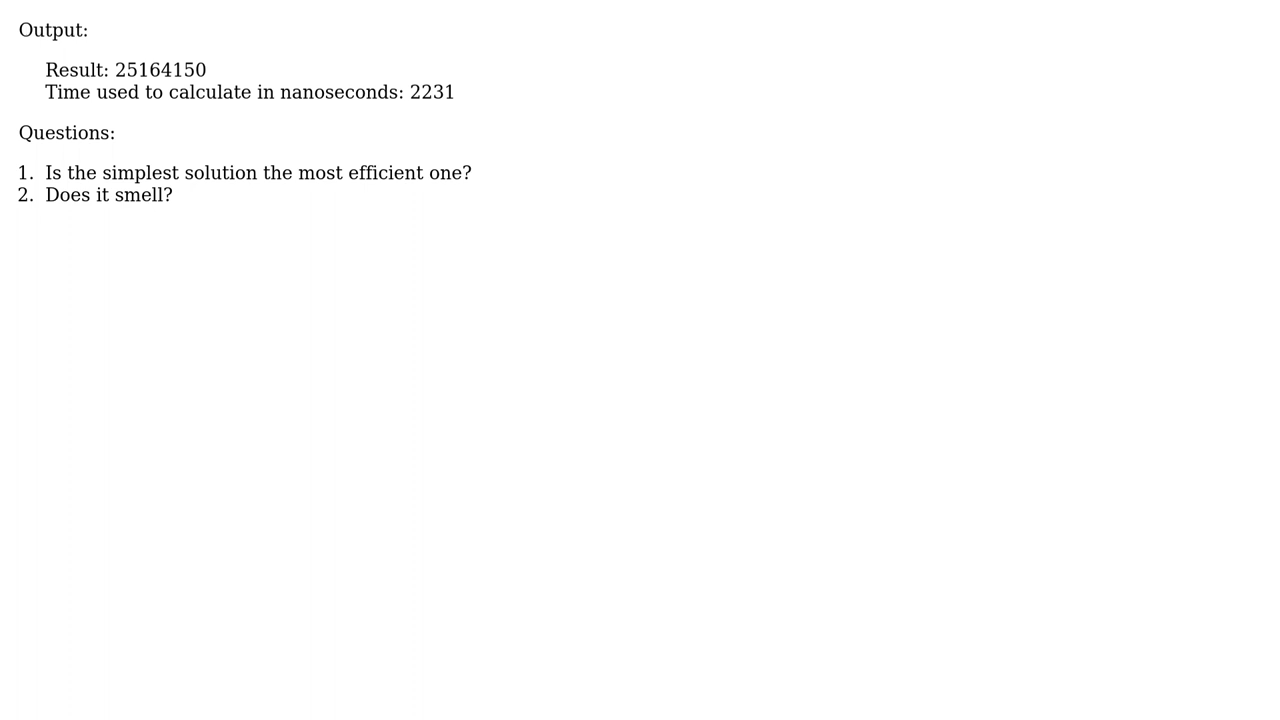 Output:
Result: 25164150
Time used to calculate in nanoseconds: 2231
Questions:
1. Is the simplest solution the most efficient one?
2. Does it smell?